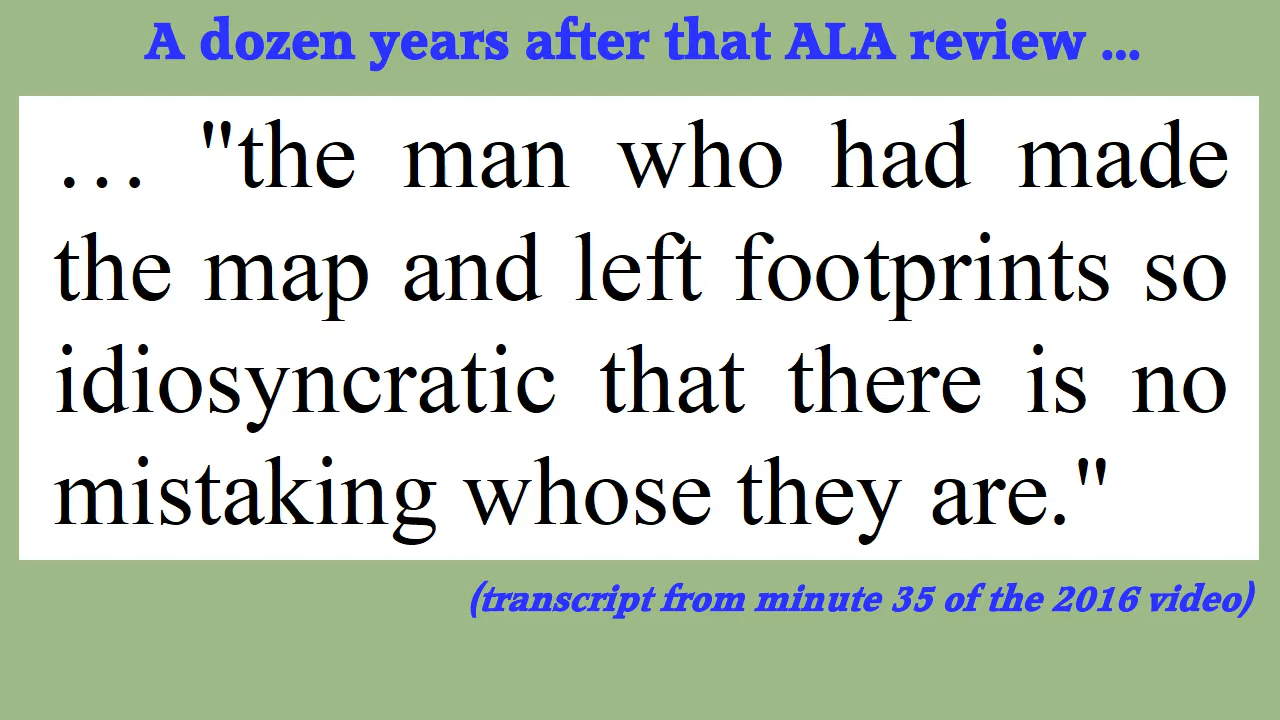 A dozen years after that ALA review ...
... "the man who had made
the map and left footprints so
idiosyncratic that there is no
mistaking whose they are."
(transcript from minute 35 of the 2016 video)